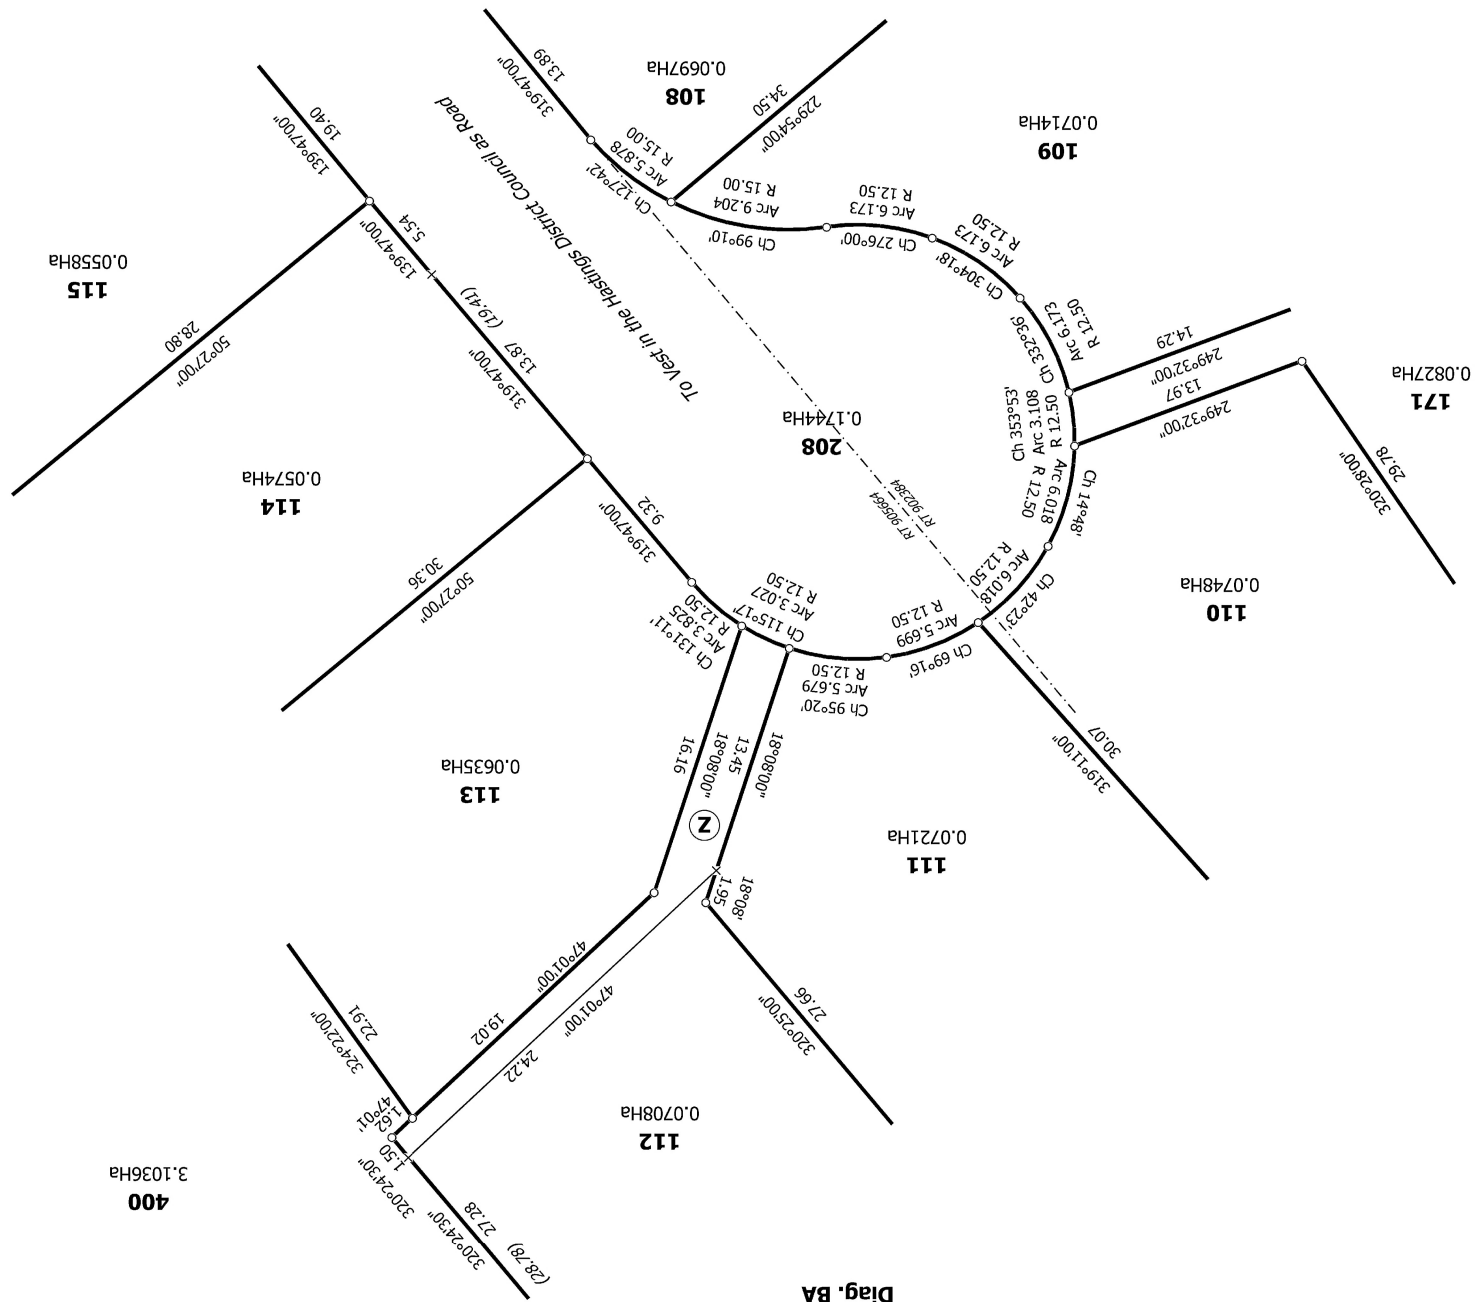 Diag. BA
(28.78)
27.28
320°24'30"
1.50
320°24'30"
400
3.1036Ha
112
0.0708Ha
1.62
47°01'
22.91
324°22'00"
24.22
47°01'00"
19.02
47°01'00"
27.66
320°25'00"
18°08'
1.95
111
0.0721Ha
Z
113
0.0635Ha
18°08'00"
13.45
18°08'00"
16.16
30.07
319°11'00"
Ch 95°20'
Arc 5.679
R 12.50
Ch 69°16'
Arc 5.699
R 12.50
Ch 131°11'
Arc 3.825
R 12.50
Ch 115°17'
Arc 3.027
R 12.50
Ch 42°23'
Arc 6.018
R 12.50
110
0.0748Ha
50°27'00"
30.36
319°47'00"
9.32
RT 905664
RT 902384
Ch 14°48'
Arc 6.018
R 12.50
320°28'00"
29.78
114
0.0574Ha
208
0.1744Ha
Ch 353°53'
Arc 3.108
R 12.50
249°32'00"
13.97
171
0.0827Ha
249°32'00"
14.29
To Vest in the Hastings District Council as Road
50°27'00"
28.80
319°47'00"
13.87
(19.41)
115
0.0558Ha
139°47'00"
5.54
Ch 332°36'
Arc 6.173
R 12.50
Ch 304°18'
Arc 6.173
R 12.50
Ch 276°00'
Arc 6.173
R 12.50
Ch 99°10'
Arc 9.204
R 15.00
Ch 127°42'
Arc 5.878
R 15.00
139°47'00"
19.40
109
0.0714Ha
229°54'00"
34.50
108
0.0697Ha
319°47'00"
13.89